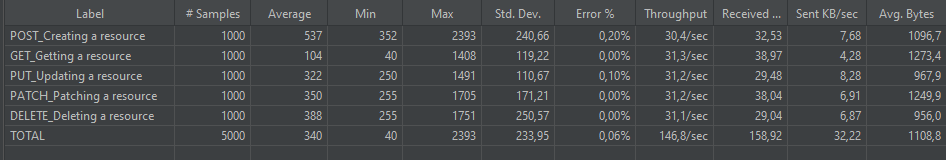 Label # Samples Average Min Max Std. Dev. Error % Throughput Received ... Sent KB/sec Avg. Bytes
POST_Creating a resource 1000 537 352 2393 240,66 0,20% 30,4/sec 32,53 7,68 1096,7
GET_Getting a resource 1000 104 40 1408 119,22 0,00% 31,3/sec 38,97 4,28 1273,4
PUT_Updating a resource 1000 322 250 1491 110,67 0,10% 31,2/sec 29,48 8,28 967,9
PATCH_Patching a resource 1000 350 255 1705 171,21 0,00% 31,2/sec 38,04 6,91 1249,9
DELETE_Deleting a resource 1000 388 255 1751 250,57 0,00% 31,1/sec 29,04 6,87 956,0
TOTAL 5000 340 40 2393 233,95 0,06% 146,8/sec 158,92 32,22 1108,8